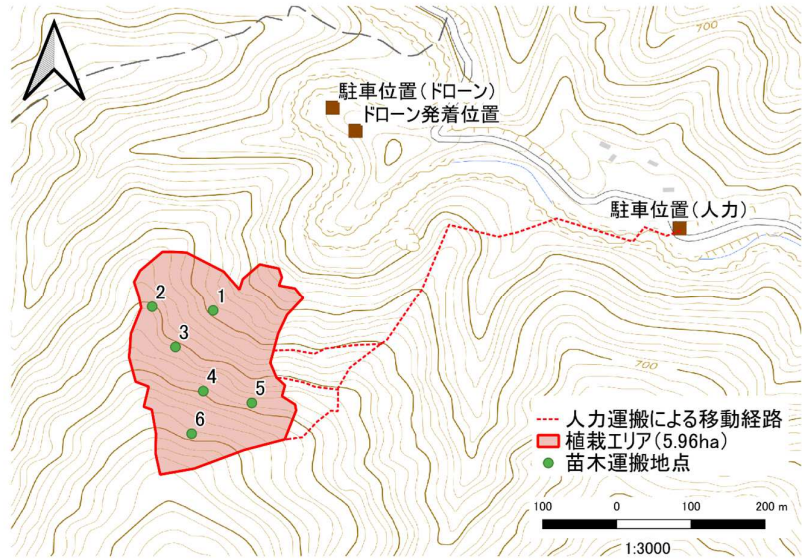 700
駐車位置(ドローン)
ドローン発着位置
駐車位置(人力)
2
1
3
4
5
6
700
人力運搬による移動経路
植栽エリア(5.96ha)
苗木運搬地点
100 0 100 200 m
1:3000